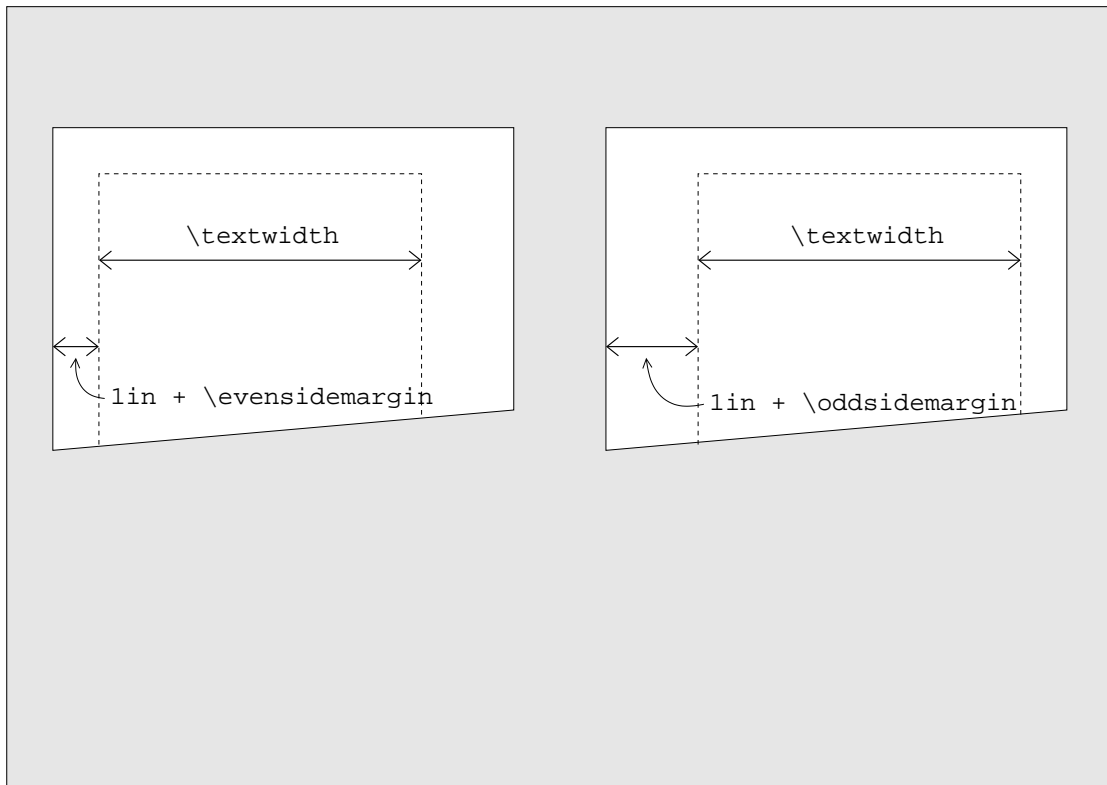 \textwidth
\textwidth
1in + \evensidemargin
1in + \oddsidemargin